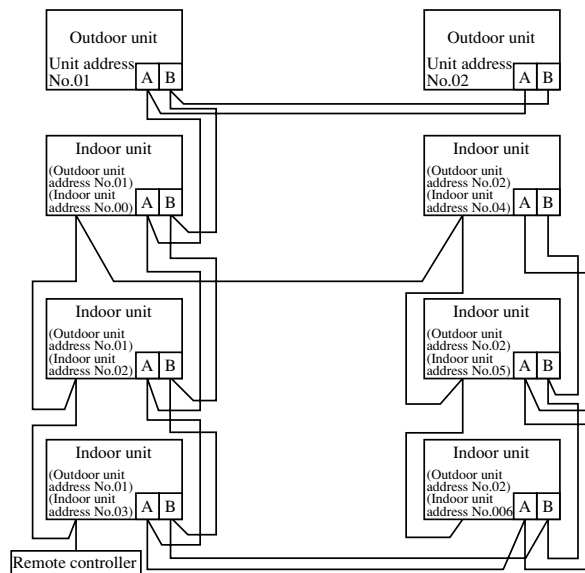 Outdoor unit
Unit address
No.01
A B
Outdoor unit
Unit address
No.02
A B
Indoor unit
(Outdoor unit
address No.01)
(Indoor unit
address No.00)
A B
Indoor unit
(Outdoor unit
address No.02)
(Indoor unit
address No.04)
A B
Indoor unit
(Outdoor unit
address No.01)
(Indoor unit
address No.02)
A B
Indoor unit
(Outdoor unit
address No.02)
(Indoor unit
address No.05)
A B
Indoor unit
(Outdoor unit
address No.01)
(Indoor unit
address No.03)
A B
Indoor unit
(Outdoor unit
address No.02)
(Indoor unit
address No.006
A B
Remote controller